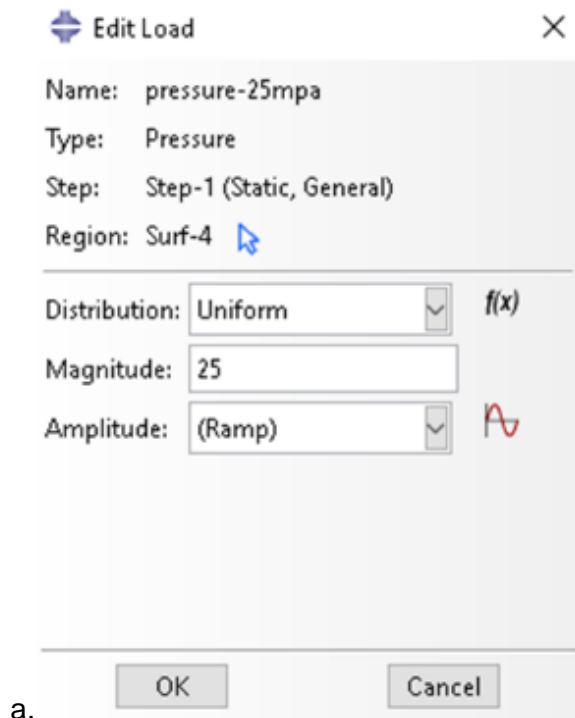 Edit Load
Name: pressure-25mpa
Type: Pressure
Step: Step-1 (Static, General)
Region: Surf-4
Distribution: Uniform f(x)
Magnitude: 25
Amplitude: (Ramp)
OK Cancel
a.